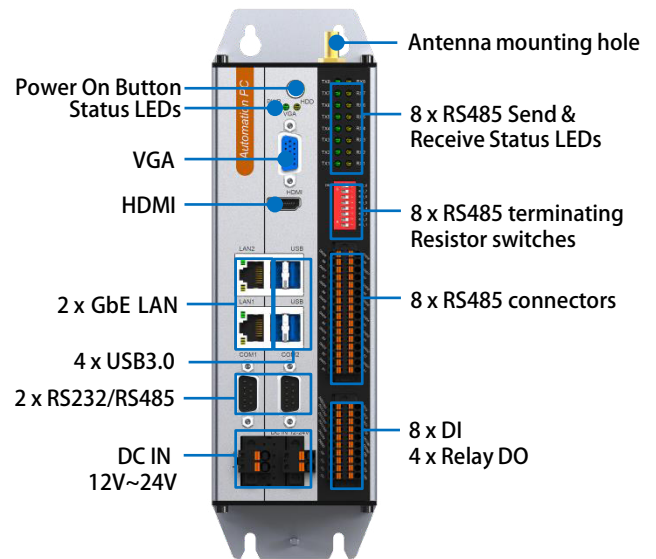 Antenna mounting hole
Power On Button
Status LEDs
8 x RS485 Send &
Receive Status LEDs
VGA
HDMI
8 x RS485 terminating
Resistor switches
2 x GbE LAN
8 x RS485 connectors
4 x USB3.0
2 x RS232/RS485
8 x DI
4 x Relay DO
DC IN
12V~24V
Automation PC
HDD
VGA
HDMI
LAN2
USB
LAN1
USB
COM1
COM2